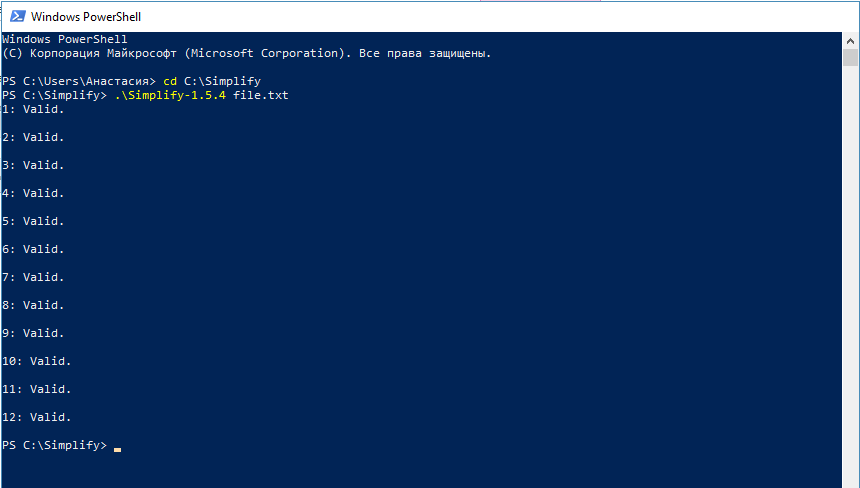 Windows PowerShell
Windows PowerShell
(C) Корпорация Майкрософт (Microsoft Corporation). Все права защищены.
PS C:\Users\Анастасия> cd C:\Simplify
PS C:\Simplify> .\Simplify-1.5.4 file.txt
1: Valid.
2: Valid.
3: Valid.
4: Valid.
5: Valid.
6: Valid.
7: Valid.
8: Valid.
9: Valid.
10: Valid.
11: Valid.
12: Valid.
PS C:\Simplify>